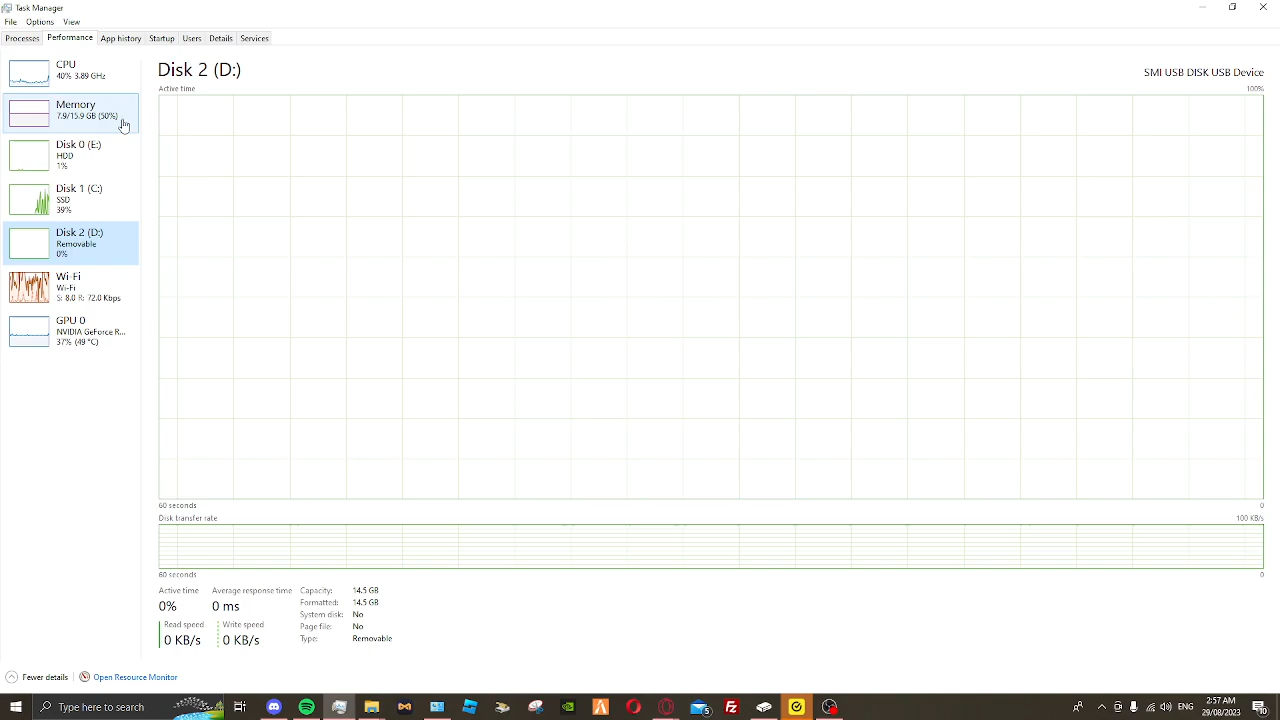 Task Manager
File Options View
Processes Performance App history Startup Users Details Services
CPU
40% 3.89 GHz
Memory
7.9/15.9 GB (50%)
Disk 0 (E:)
HDD
1%
Disk 1 (C:)
SSD
39%
Disk 2 (D:)
Removable
0%
Wi-Fi
Wi-Fi
S: 8.0 R: 72.0 Kbps
GPU 0
NVIDIA GeForce R...
37% (49 °C)
Disk 2 (D:)
SMI USB DISK USB Device
Active time 100%
60 seconds 0
Disk transfer rate 100 KB/s
60 seconds 0
Active time Average response time
0% 0 ms
Read speed Write speed
0 KB/s 0 KB/s
Capacity: 14.5 GB
Formatted: 14.5 GB
System disk: No
Page file: No
Type: Removable
Fewer details Open Resource Monitor
Type here to search
5
Fz
ENG
2:57 AM
29/08/2023